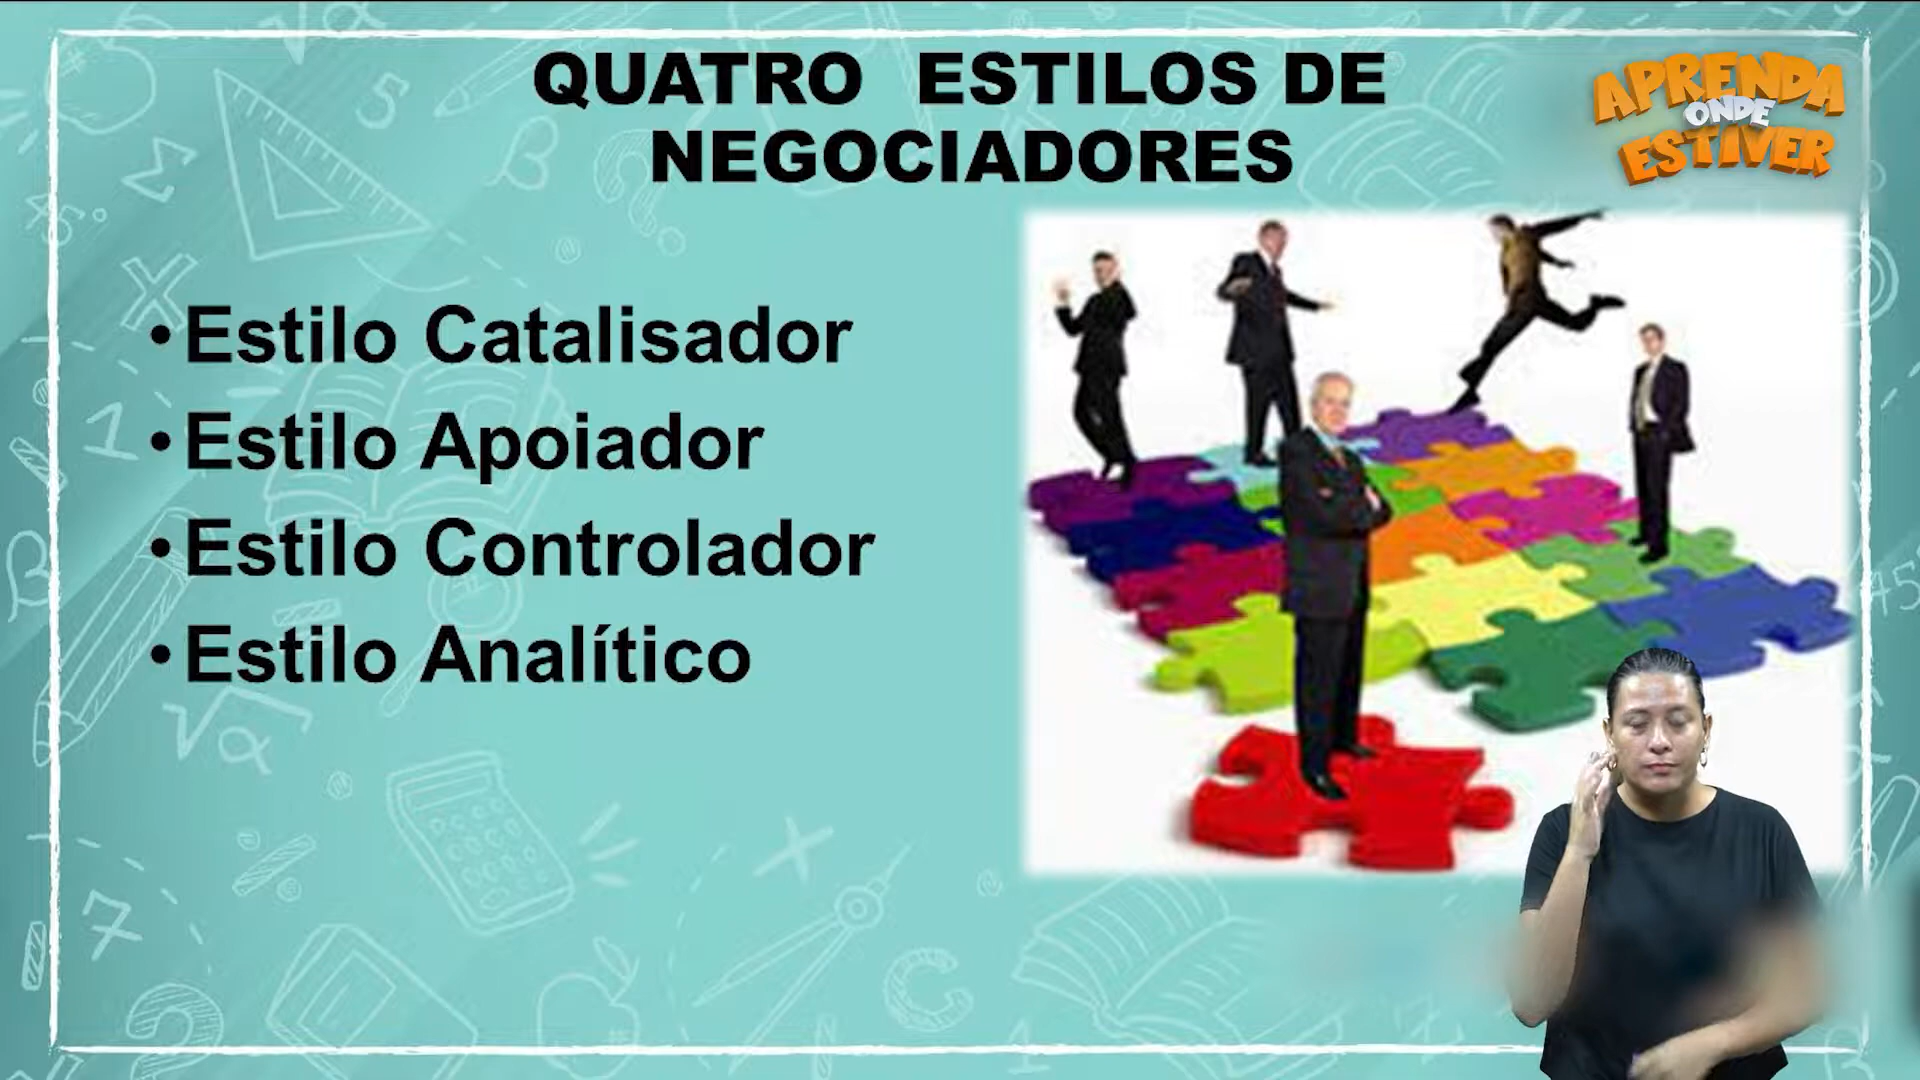 QUATRO ESTILOS DE
NEGOCIADORES
APRENDA
ONDE
ESTIVER
•Estilo Catalisador
•Estilo Apoiador
•Estilo Controlador
•Estilo Analítico